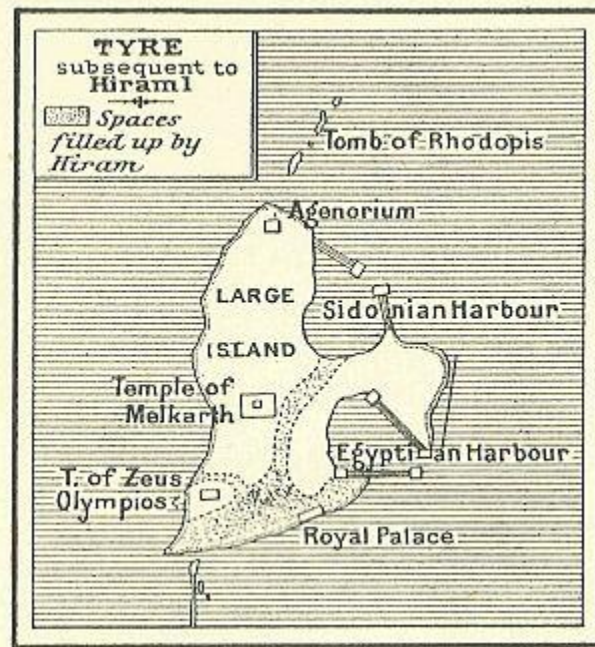 TYRE
subsequent to
Hiram I
Spaces
filled up by
Hiram
Tomb of Rhodopis
Agenorium
LARGE
Sidonian Harbour
ISLAND
Temple of
Melkarth
Egyptian Harbour
T. of Zeus
Olympios
Royal Palace